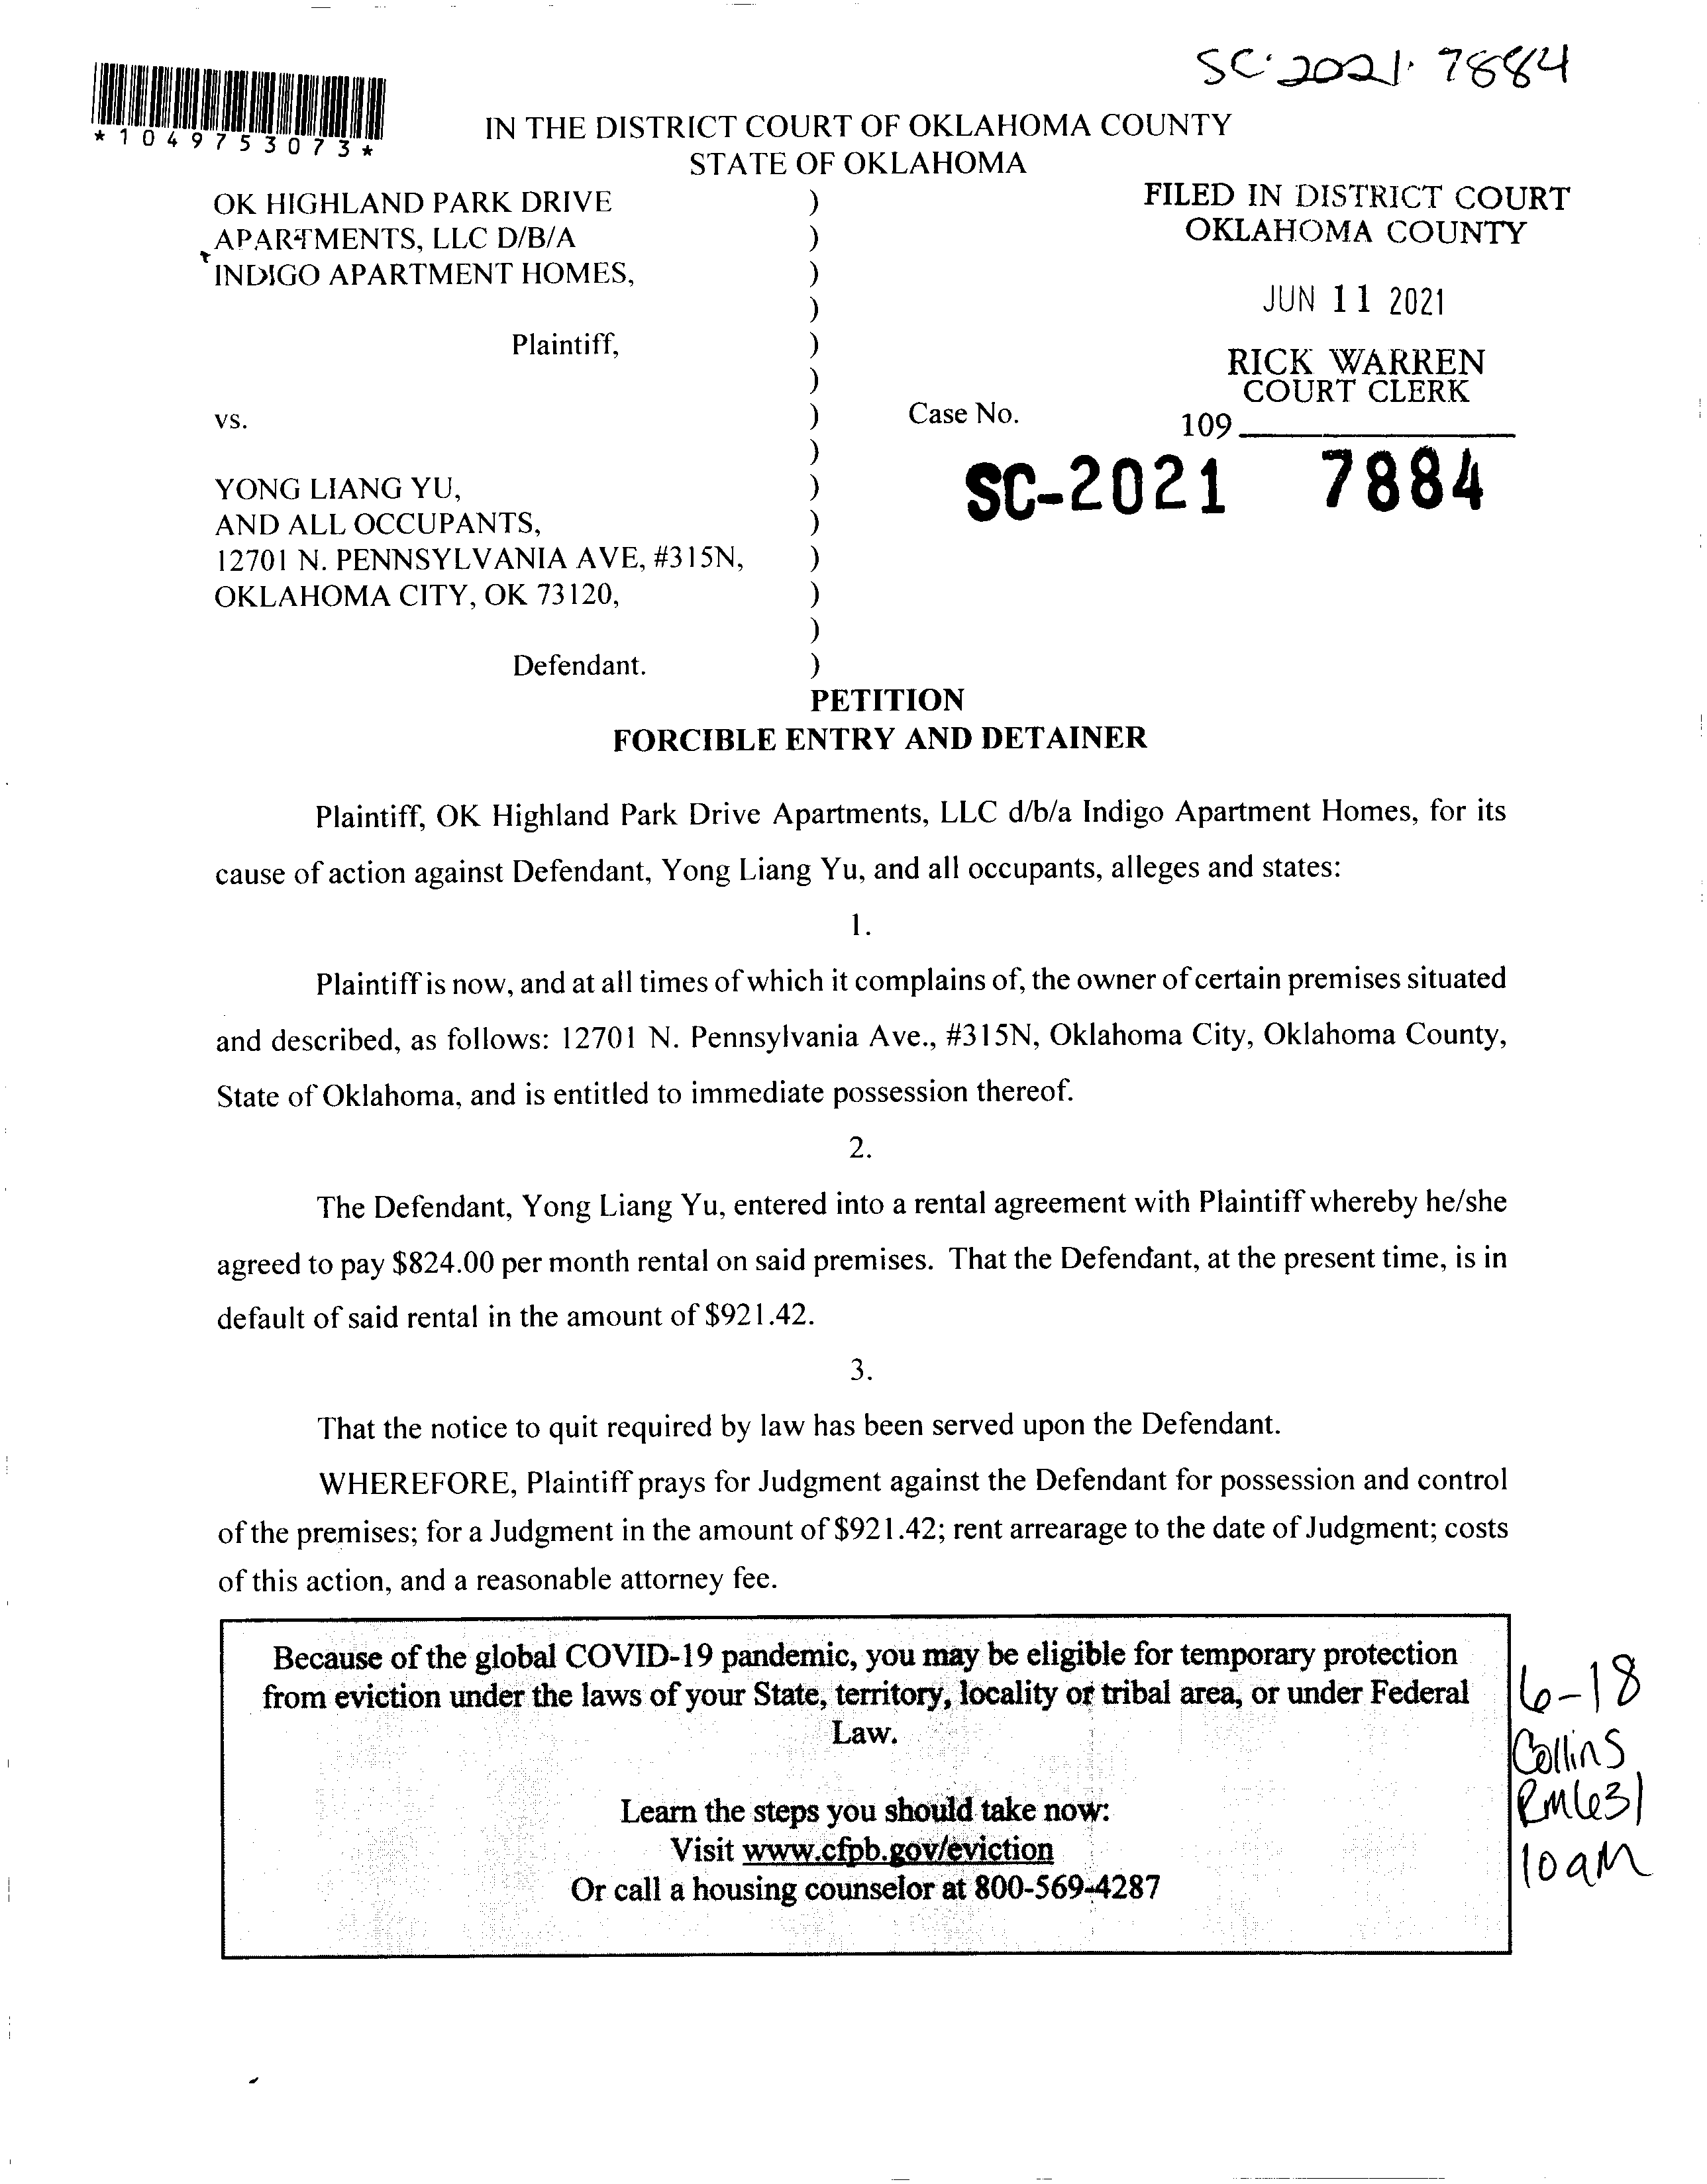 SC-2021-7884
*1049753073*
IN THE DISTRICT COURT OF OKLAHOMA COUNTY
STATE OF OKLAHOMA
OK HIGHLAND PARK DRIVE )
APARTMENTS, LLC D/B/A )
INDIGO APARTMENT HOMES, )
)
Plaintiff, )
)
vs. ) Case No.
)
YONG LIANG YU, )
AND ALL OCCUPANTS, )
12701 N. PENNSYLVANIA AVE, #315N, )
OKLAHOMA CITY, OK 73120, )
)
Defendant. )
FILED IN DISTRICT COURT
OKLAHOMA COUNTY
JUN 11 2021
RICK WARREN
COURT CLERK
109
SC-2021 7884
PETITION
FORCIBLE ENTRY AND DETAINER
Plaintiff, OK Highland Park Drive Apartments, LLC d/b/a Indigo Apartment Homes, for its
cause of action against Defendant, Yong Liang Yu, and all occupants, alleges and states:
1.
Plaintiff is now, and at all times of which it complains of, the owner of certain premises situated
and described, as follows: 12701 N. Pennsylvania Ave., #315N, Oklahoma City, Oklahoma County,
State of Oklahoma, and is entitled to immediate possession thereof.
2.
The Defendant, Yong Liang Yu, entered into a rental agreement with Plaintiff whereby he/she
agreed to pay $824.00 per month rental on said premises. That the Defendant, at the present time, is in
default of said rental in the amount of $921.42.
3.
That the notice to quit required by law has been served upon the Defendant.
WHEREFORE, Plaintiff prays for Judgment against the Defendant for possession and control
of the premises; for a Judgment in the amount of $921.42; rent arrearage to the date of Judgment; costs
of this action, and a reasonable attorney fee.
Because of the global COVID-19 pandemic, you may be eligible for temporary protection
from eviction under the laws of your State, territory, locality or tribal area, or under Federal
Law.
Learn the steps you should take now:
Visit www.cfpb.gov/eviction
Or call a housing counselor at 800-569-4287
6-18
Collins
Rm631
10am